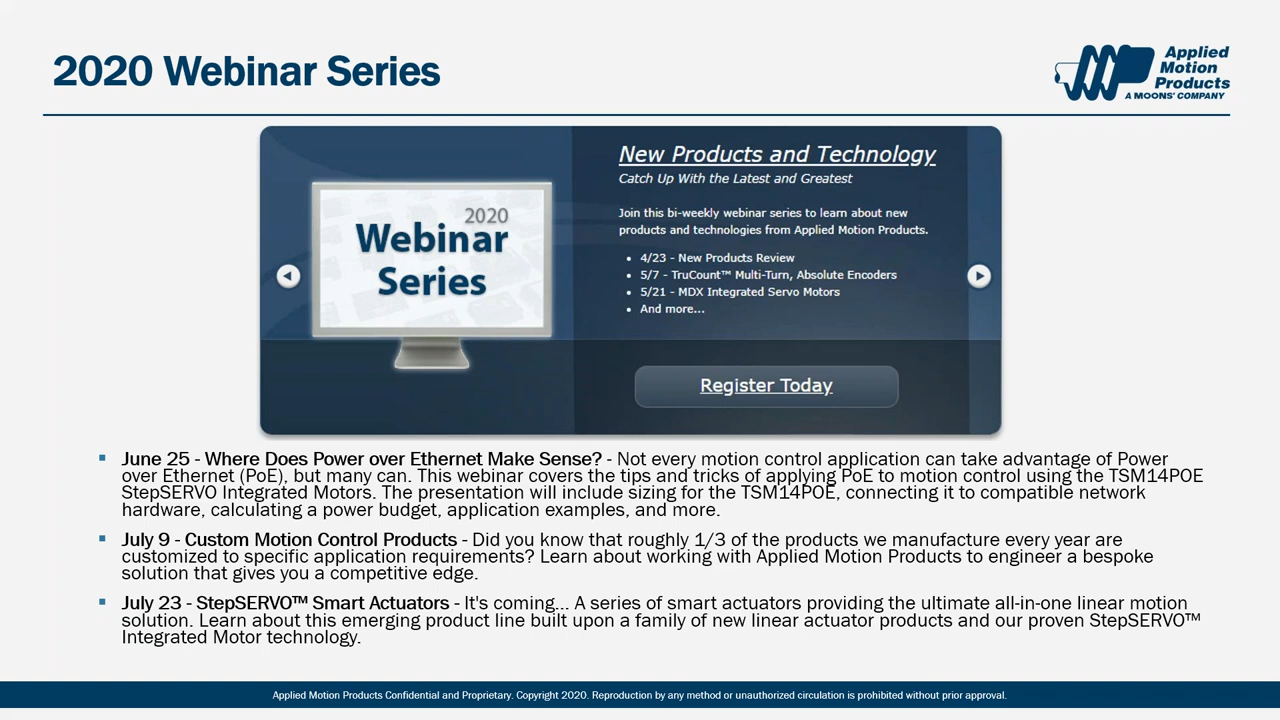 2020 Webinar Series
Applied
Motion
Products
A MOONS' COMPANY
2020
Webinar
Series
New Products and Technology
Catch Up With the Latest and Greatest
Join this bi-weekly webinar series to learn about new
products and technologies from Applied Motion Products.
• 4/23 - New Products Review
• 5/7 - TruCount™ Multi-Turn, Absolute Encoders
• 5/21 - MDX Integrated Servo Motors
• And more...
Register Today
▪ June 25 - Where Does Power over Ethernet Make Sense? - Not every motion control application can take advantage of Power
over Ethernet (PoE), but many can. This webinar covers the tips and tricks of applying PoE to motion control using the TSM14POE
StepSERVO Integrated Motors. The presentation will include sizing for the TSM14POE, connecting it to compatible network
hardware, calculating a power budget, application examples, and more.
▪ July 9 - Custom Motion Control Products - Did you know that roughly 1/3 of the products we manufacture every year are
customized to specific application requirements? Learn about working with Applied Motion Products to engineer a bespoke
solution that gives you a competitive edge.
▪ July 23 - StepSERVO™ Smart Actuators - It's coming... A series of smart actuators providing the ultimate all-in-one linear motion
solution. Learn about this emerging product line built upon a family of new linear actuator products and our proven StepSERVO™
Integrated Motor technology.
Applied Motion Products Confidential and Proprietary. Copyright 2020. Reproduction by any method or unauthorized circulation is prohibited without prior approval.